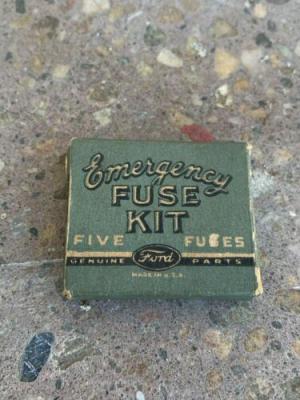 Emergency
FUSE
KIT
FIVE FUSES
GENUINE Ford PARTS
MADE IN U.S.A.